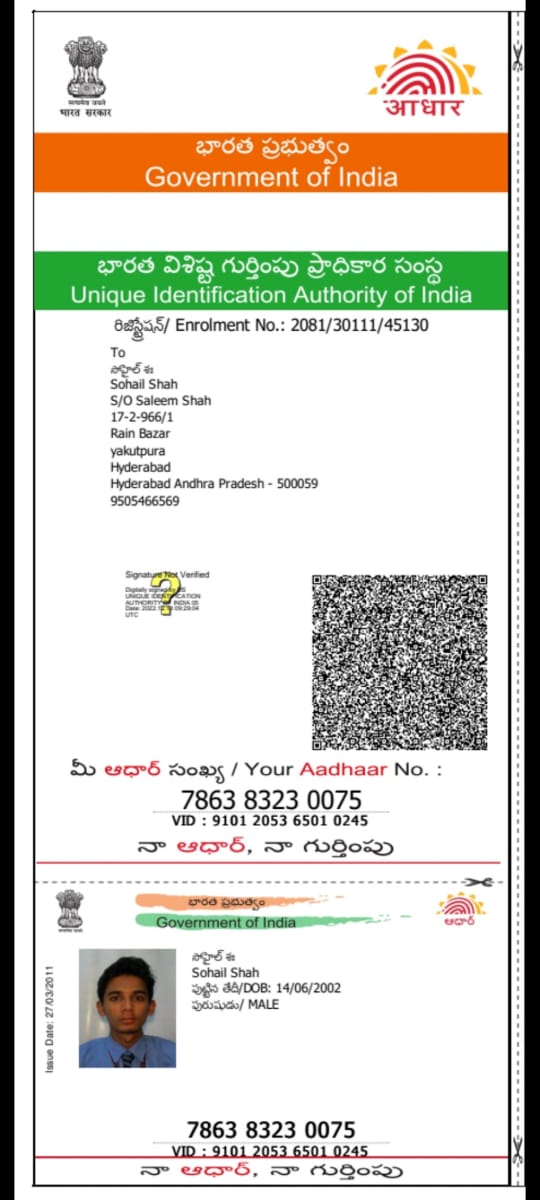 सत्यमेव जयते
भारत सरकार
आधार
భారత ప్రభుత్వం
Government of India
భారత విశిష్ట గుర్తింపు ప్రాధికార సంస్థ
Unique Identification Authority of India
రిజిస్ట్రేషన్/ Enrolment No.: 2081/30111/45130
To
సోహైల్ శః
Sohail Shah
S/O Saleem Shah
17-2-966/1
Rain Bazar
yakutpura
Hyderabad
Hyderabad Andhra Pradesh - 500059
9505466569
Signature Not Verified
Digitally signed by DS
UNIQUE IDENTIFICATION
AUTHORITY OF INDIA 05
Date: 09:29:04
UTC
మీ ఆధార్ సంఖ్య / Your Aadhaar No. :
7863 8323 0075
VID : 9101 2053 6501 0245
నా ఆధార్, నా గుర్తింపు
భారత ప్రభుత్వం
Government of India
ఆధార్
Issue Date: 27/03/2011
సోహైల్ శః
Sohail Shah
పుట్టిన తేదీ/DOB: 14/06/2002
పురుషుడు/ MALE
7863 8323 0075
VID : 9101 2053 6501 0245
నా ఆధార్, నా గుర్తింపు